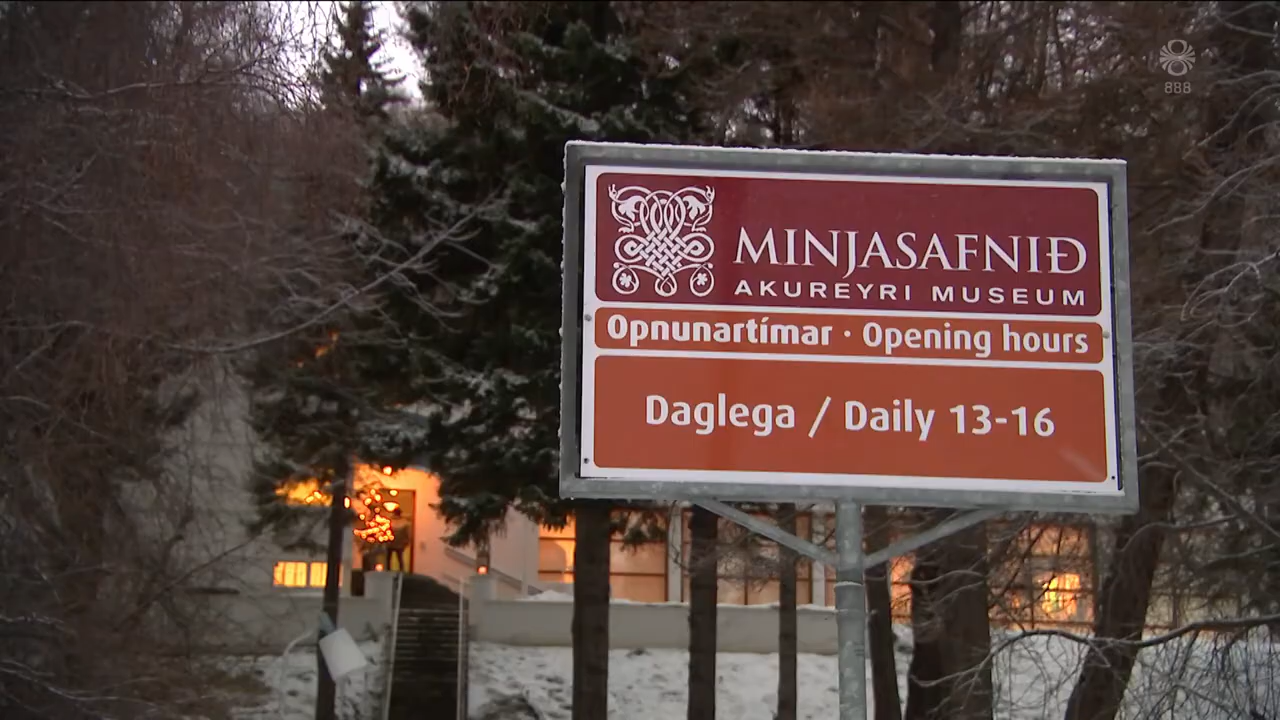 888
MINJASAFNIÐ
AKUREYRI MUSEUM
Opnunartímar · Opening hours
Daglega / Daily 13-16